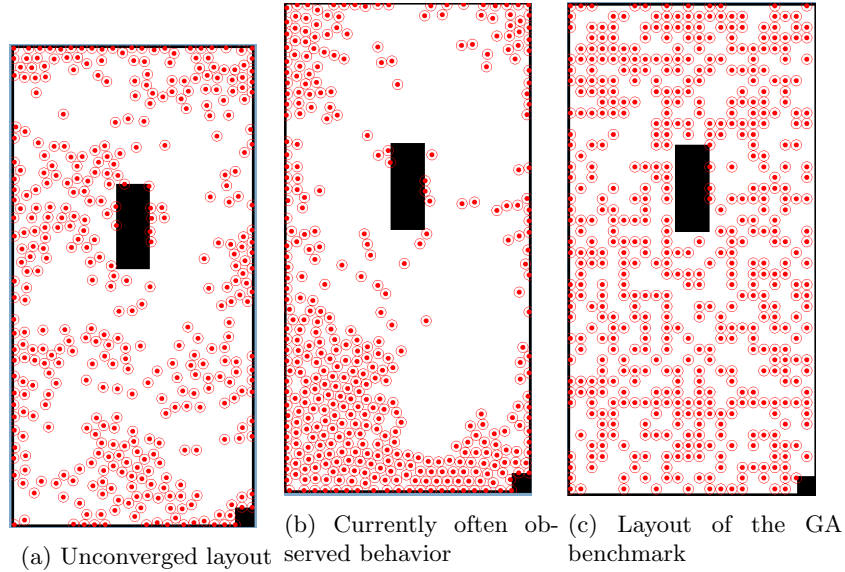 (a) Unconverged layout
(b) Currently often ob-
served behavior
(c) Layout of the GA
benchmark